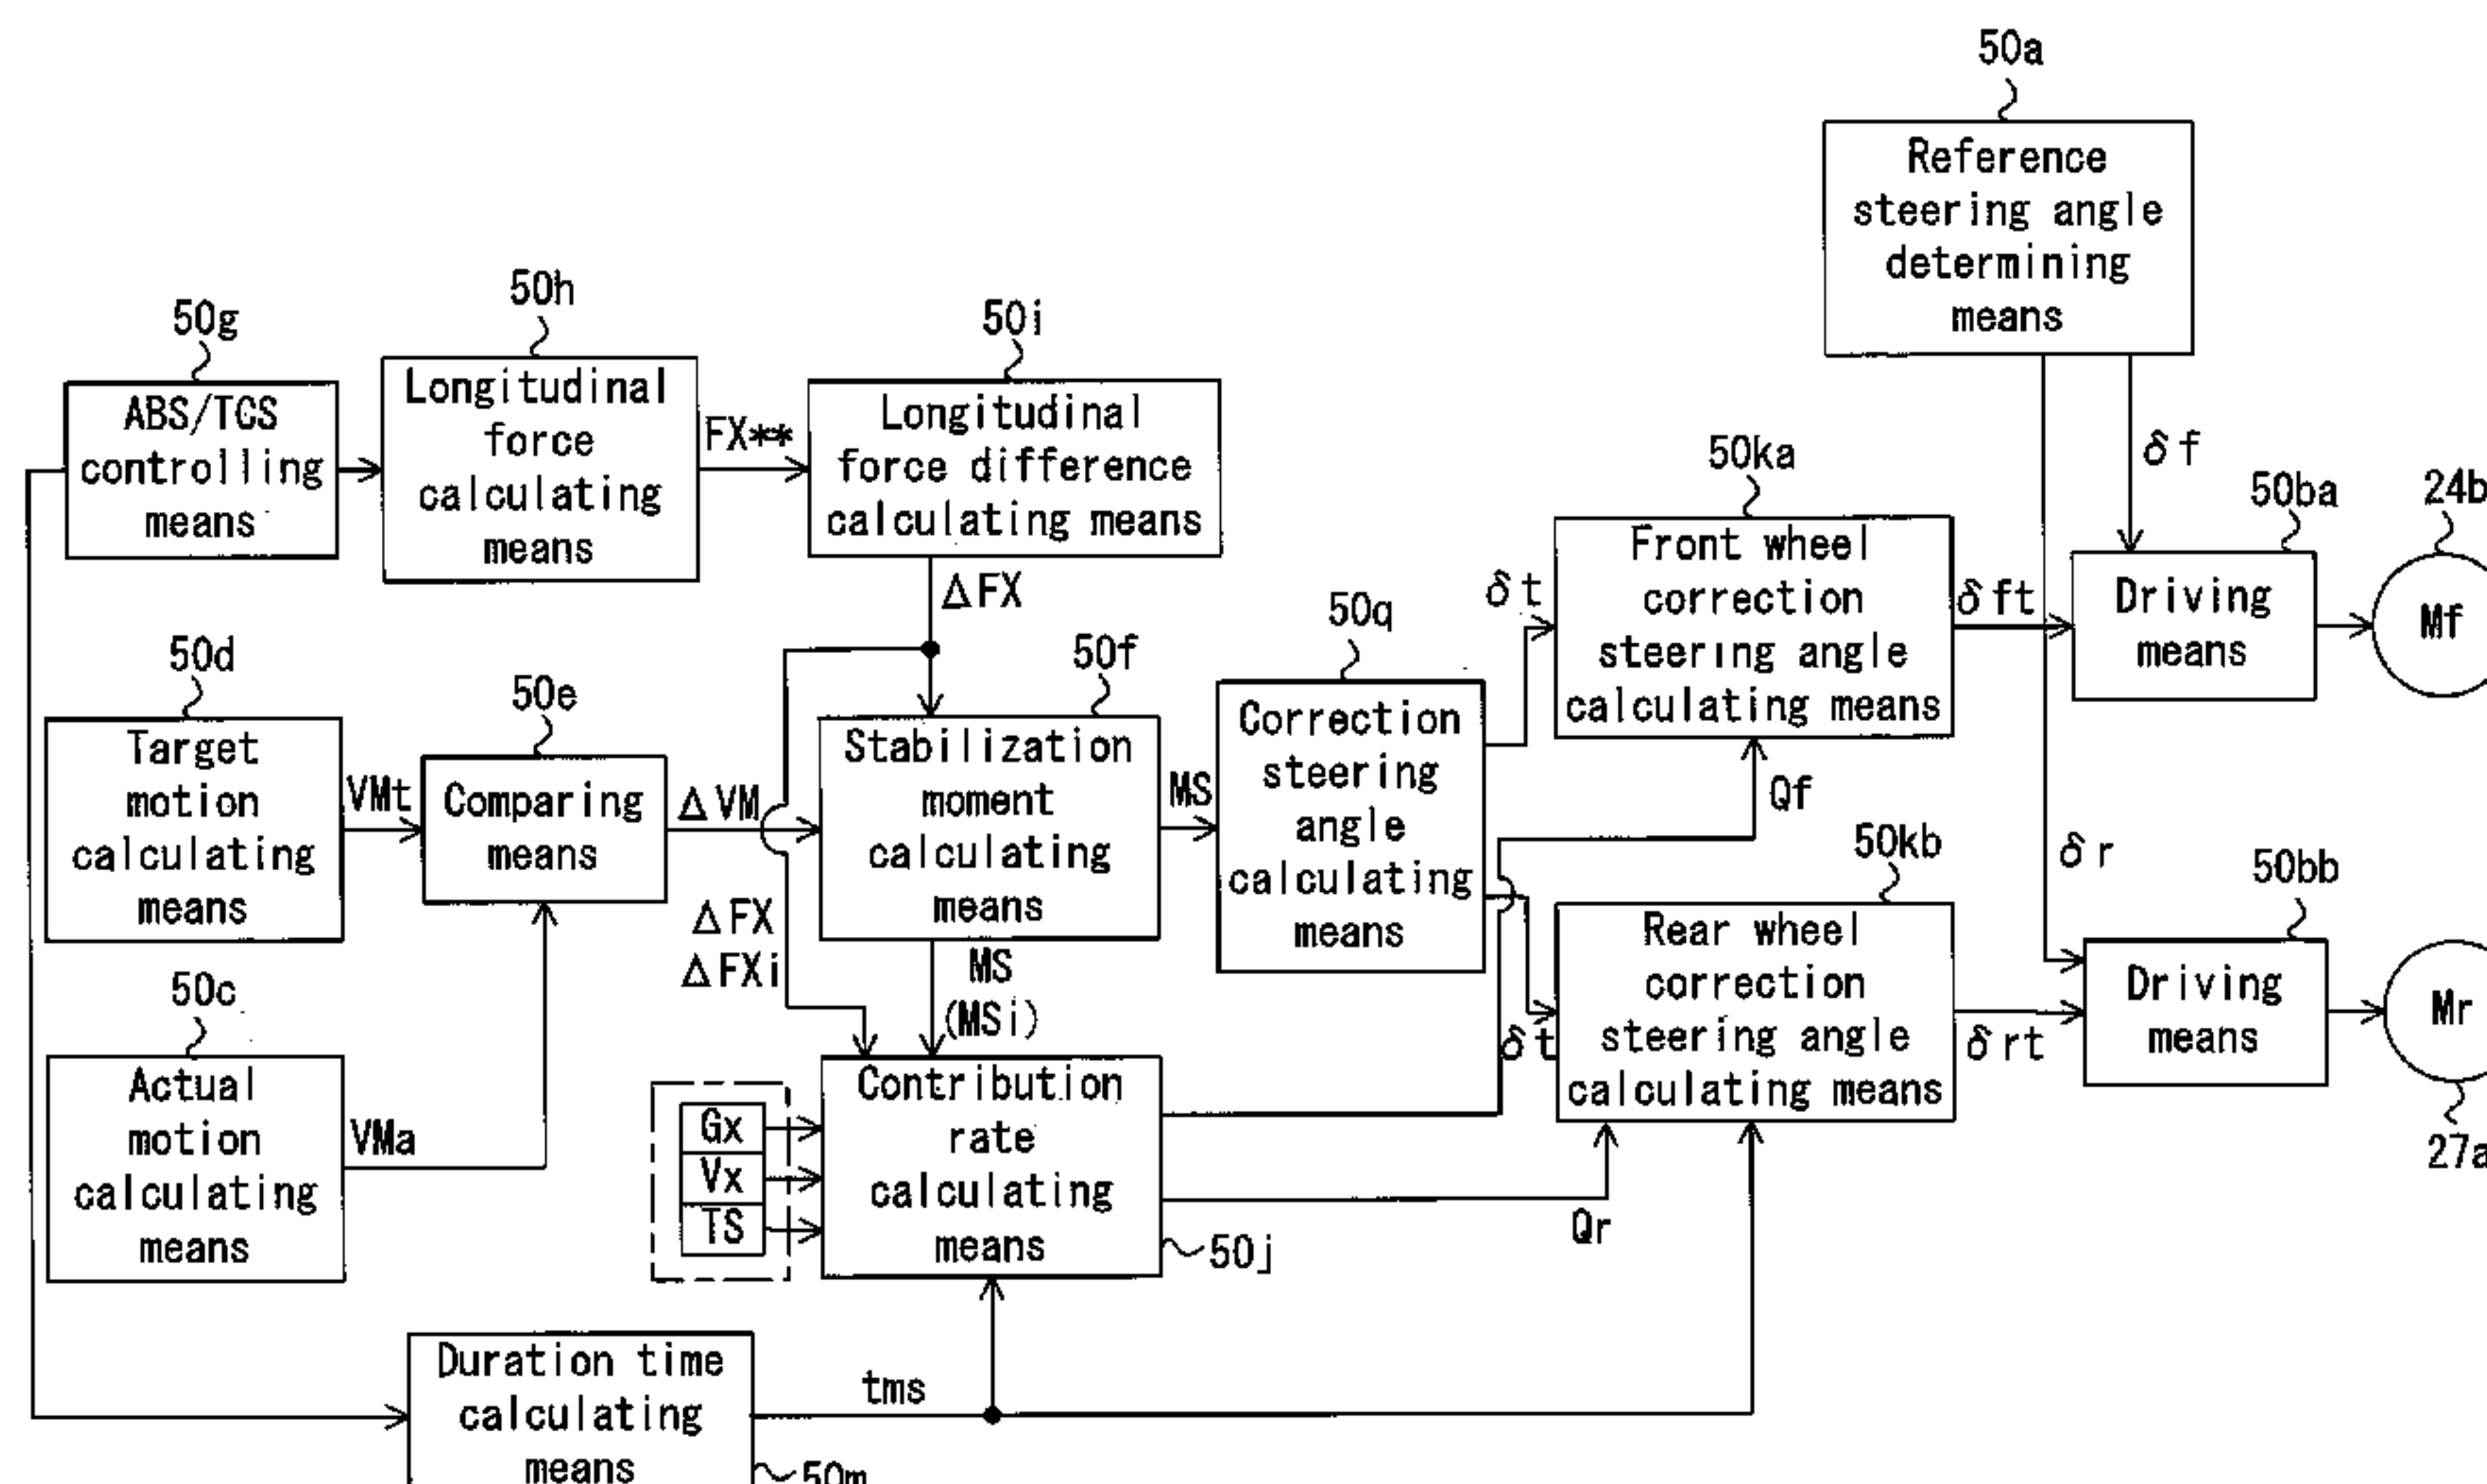 50a
Reference
steering angle
determining
means
50g
ABS/TCS
controlling
means
50h
Longitudinal
force
calculating
means
FX**
50i
Longitudinal
force difference
calculating means
ΔFX
50ka
Front wheel
correction
steering angle
calculating means
δf
δft
50ba
Driving
means
24b
Mf
50d
Target
motion
calculating
means
VMt
50e
Comparing
means
ΔVM
50f
Stabilization
moment
calculating
means
MS
50q
Correction
steering
angle
calculating
means
δt
Qf
δr
ΔFX
ΔFXi
MS
(MSi)
δt
50kb
Rear wheel
correction
steering angle
calculating means
δrt
50bb
Driving
means
Mr
27a
50c
Actual
motion
calculating
means
VMa
Gx
Vx
TS
Contribution
rate
calculating
means
50j
Qr
Duration time
calculating
means
50m
tms